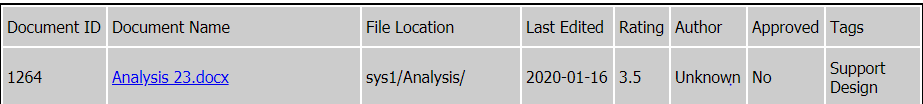 Document ID Document Name File Location Last Edited Rating Author Approved Tags
1264 Analysis 23.docx sys1/Analysis/ 2020-01-16 3.5 Unknown No Support
Design